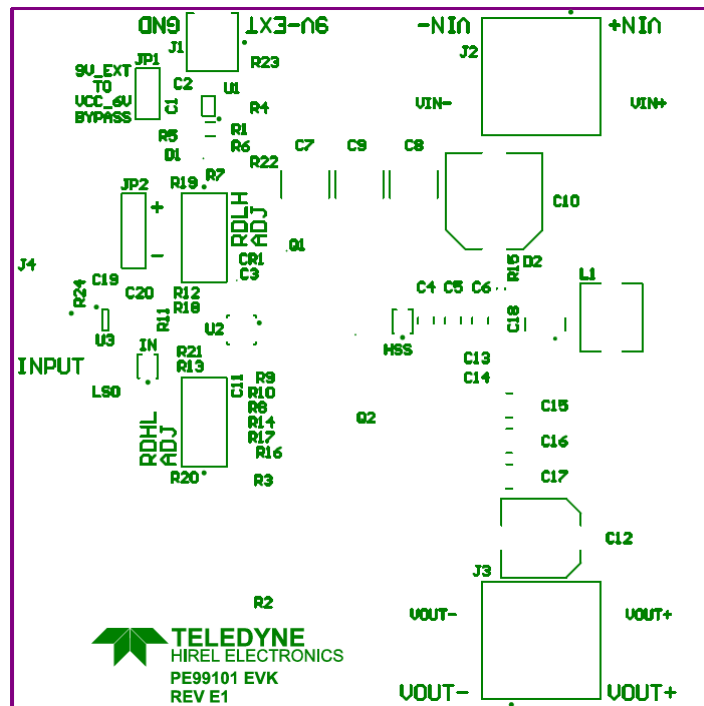 GND 9V-EXT VIN- VIN+
J1 J2
R23
JP1
9V_EXT
TO
VCC_6V
BYPASS
C2 U1
C1 R4
VIN- VIN+
R5 R1
R6
D1 R22
C7 C9 C8
R7
JP2 R19
+
-
RDLH
ADJ
C10
Q1
J4
CR1
C3
D2
R15
L1
C19
R24
C20
R12
R18
C4 C5 C6
C18
U3
R11
U2
HSS
INPUT
IN
R21
R13
C13
C14
LSO
C11
R9
R10
R8
R14
R17
R16
C15
Q2
C16
RDHL
ADJ
R20
R3
C17
C12
J3
R2
VOUT- VOUT+
TELEDYNE
HIREL ELECTRONICS
PE99101 EVK
REV E1
VOUT- VOUT+